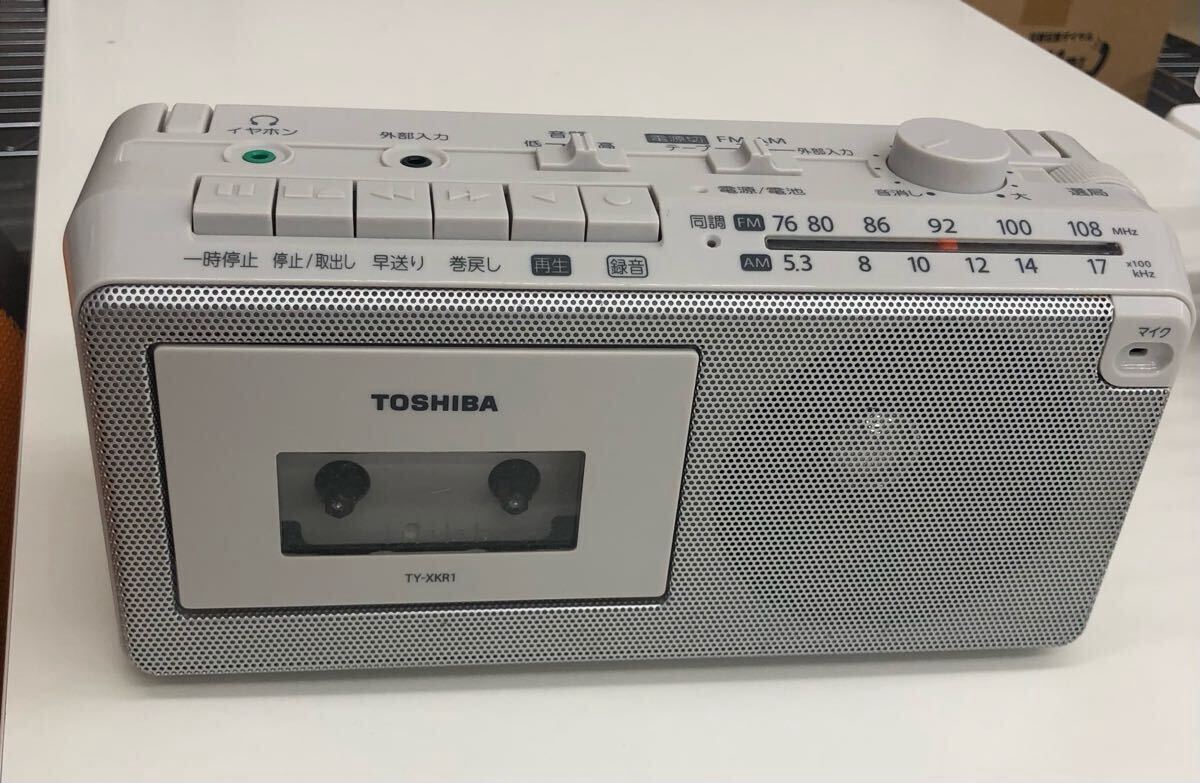 イヤホン
外部入力
低 高
電源切 FM AM
テープ 外部入力
電源/電池
音消し 大
選局
同調 FM 76 80 86 92 100 108 MHz
AM 5.3 8 10 12 14 17 x100 kHz
一時停止 停止/取出し 早送り 巻戻し 再生 録音
マイク
TOSHIBA
TY-XKR1